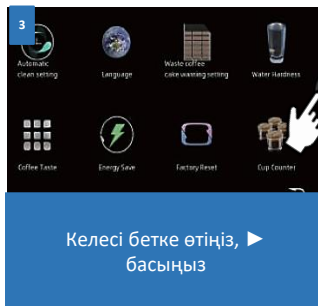 3
Automatic
clean setting
Language
Waste coffee
cake warning setting
Water Hardness
Coffee Taste
Energy Save
Factory Reset
Cup Counter
Келесі бетке өтіңіз, ►
басыңыз